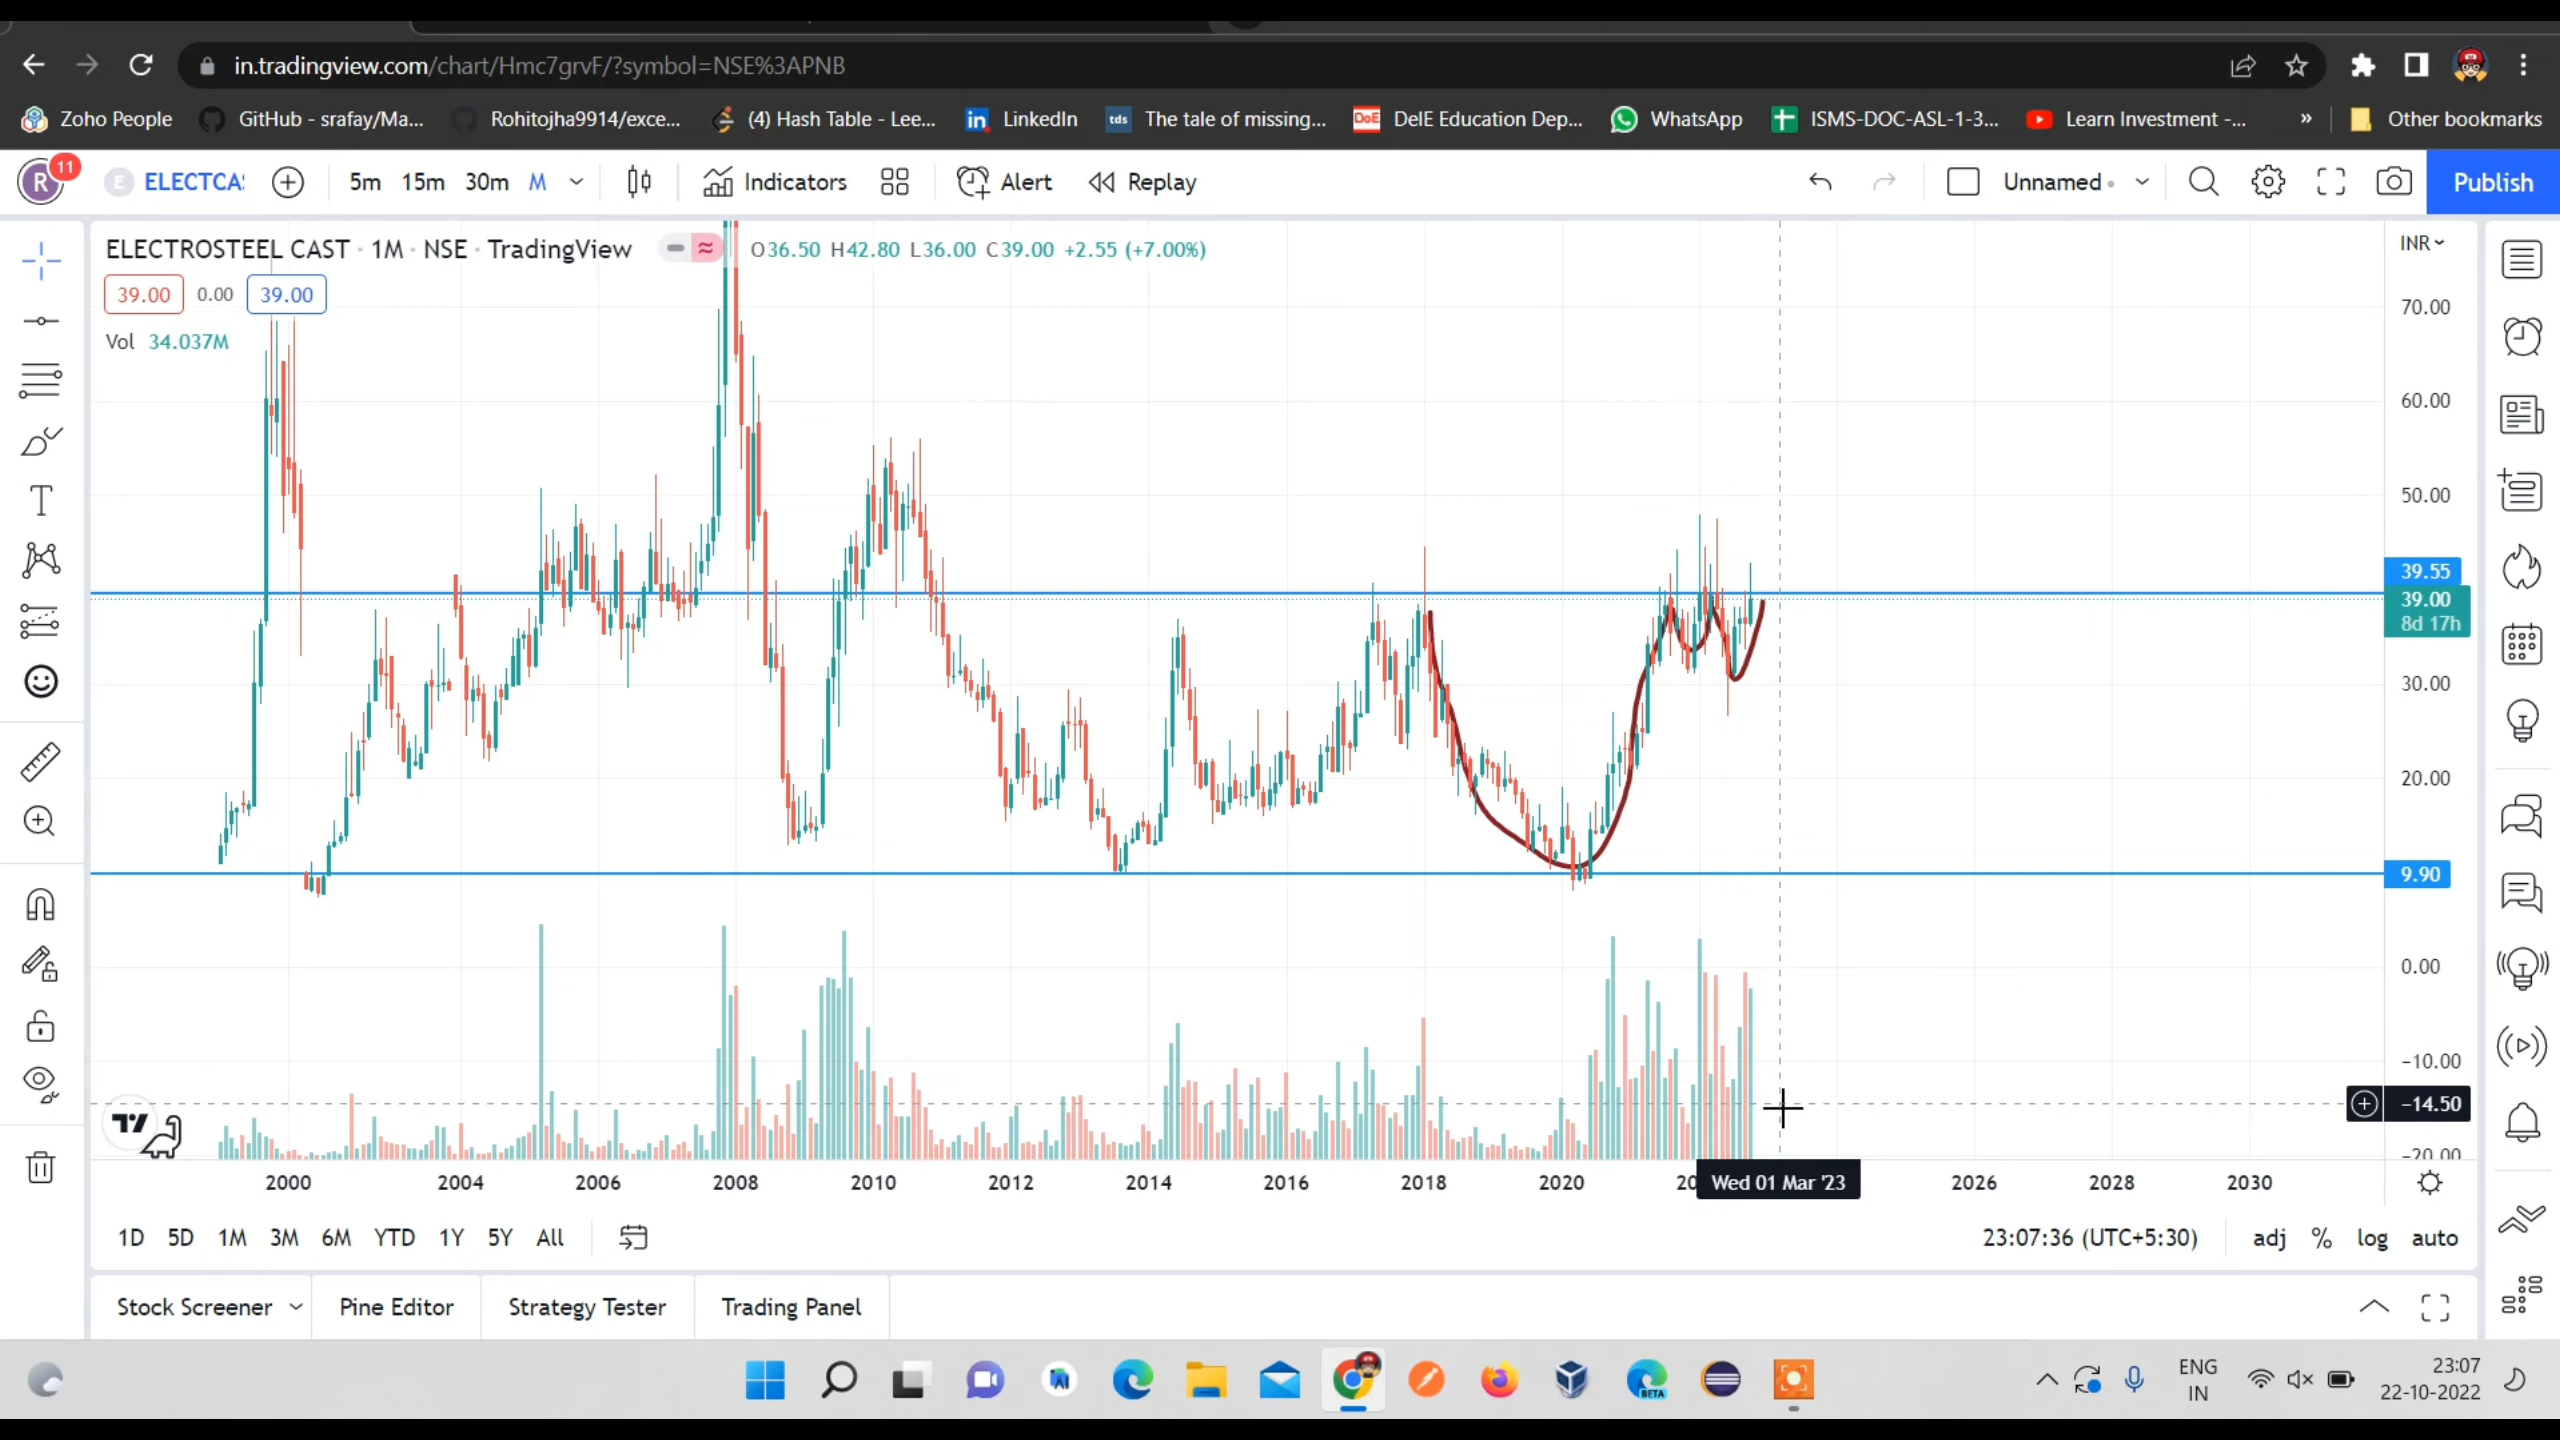 in.tradingview.com/chart/Hmc7grvF/?symbol=NSE%3APNB
Zoho People GitHub - srafay/Ma... Rohitojha9914/exce... (4) Hash Table - Lee... in LinkedIn tds The tale of missing... DoE DelE Education Dep... WhatsApp ISMS-DOC-ASL-1-3... Learn Investment -... » Other bookmarks
R 11 E ELECTCA 5m 15m 30m M Indicators Alert Replay Unnamed Publish
ELECTROSTEEL CAST · 1M · NSE · TradingView O36.50 H42.80 L36.00 C39.00 +2.55 (+7.00%) INR
39.00 0.00 39.00
70.00
Vol 34.037M
60.00
50.00
39.55
39.00
8d 17h
30.00
20.00
9.90
0.00
−10.00
−14.50
−20.00
2000 2004 2006 2008 2010 2012 2014 2016 2018 2020 20 Wed 01 Mar '23 2026 2028 2030
1D 5D 1M 3M 6M YTD 1Y 5Y All 23:07:36 (UTC+5:30) adj % log auto
Stock Screener Pine Editor Strategy Tester Trading Panel
BETA
ENG 23:07
IN 22-10-2022